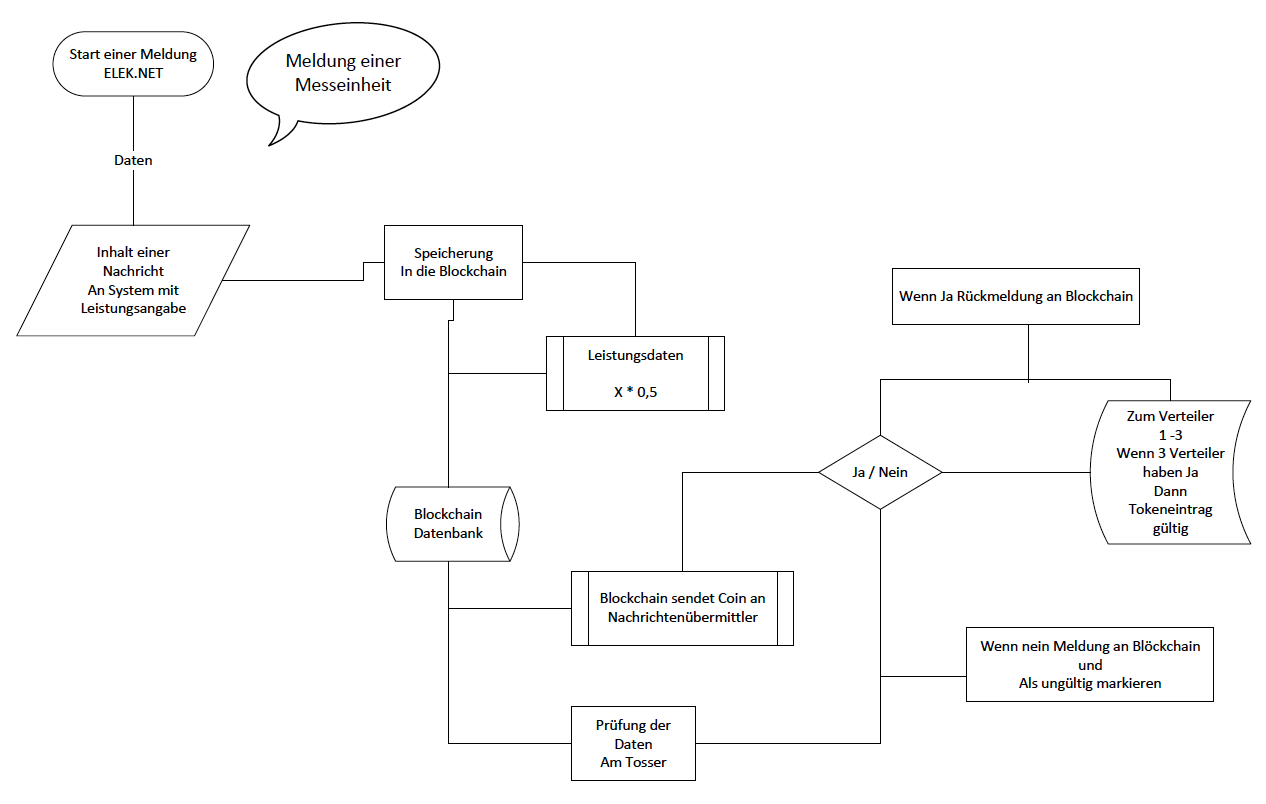 Start einer Meldung
ELEK.NET
Meldung einer
Messeinheit
Daten
Inhalt einer
Nachricht
An System mit
Leistungsangabe
Speicherung
In die Blockchain
Leistungsdaten
X * 0,5
Wenn Ja Rückmeldung an Blockchain
Zum Verteiler
1 -3
Wenn 3 Verteiler
haben Ja
Dann
Tokeneintrag
gültig
Ja / Nein
Blockchain
Datenbank
Blockchain sendet Coin an
Nachrichtenübermittler
Wenn nein Meldung an Blöckchain
und
Als ungültig markieren
Prüfung der
Daten
Am Tosser